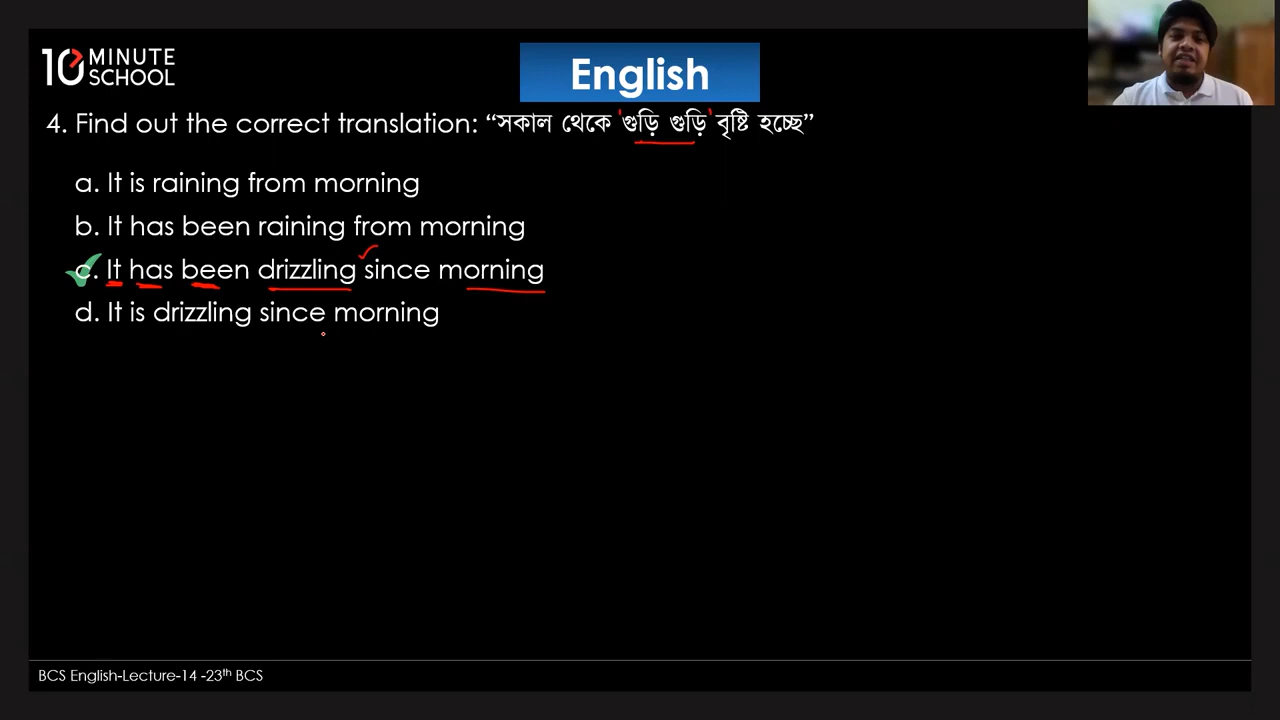 10 MINUTE SCHOOL
English
4. Find out the correct translation: “সকাল থেকে 'গুড়ি গুড়ি' বৃষ্টি হচ্ছে”
a. It is raining from morning
b. It has been raining from morning
c. It has been drizzling since morning
d. It is drizzling since morning
BCS English-Lecture-14 -23th BCS